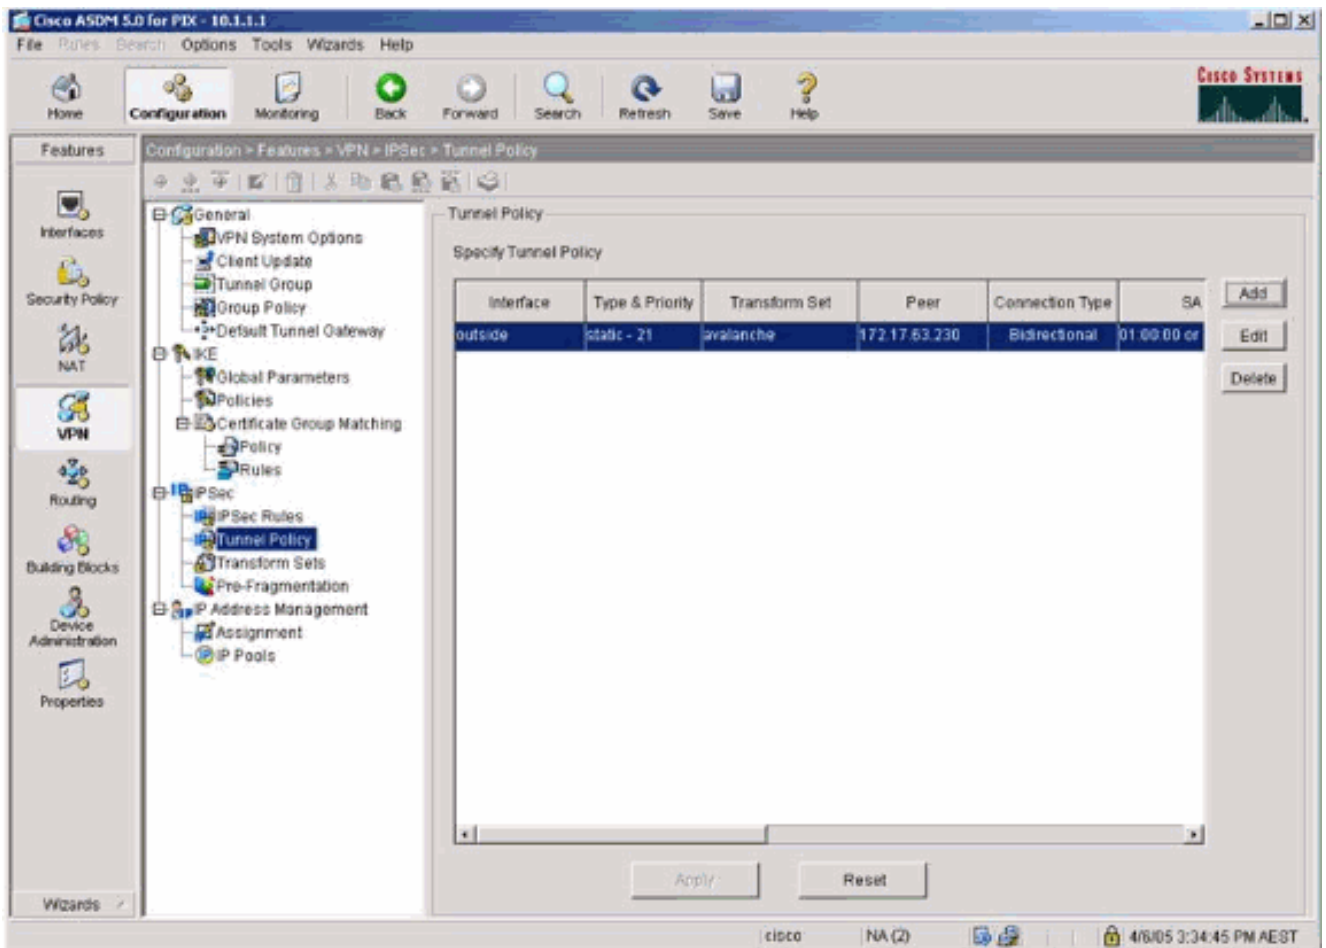 Cisco ASDM 5.0 for PIX - 10.1.1.1
File Rules Search Options Tools Wizards Help
Home Configuration Monitoring Back Forward Search Refresh Save Help
CISCO SYSTEMS
Features
Configuration > Features > VPN > IPSec > Tunnel Policy
Interfaces
Security Policy
NAT
VPN
Routing
Building Blocks
Device Administration
Properties
Wizards
General
VPN System Options
Client Update
Tunnel Group
Group Policy
Default Tunnel Gateway
IKE
Global Parameters
Policies
Certificate Group Matching
Policy
Rules
IPSec
IPSec Rules
Tunnel Policy
Transform Sets
Pre-Fragmentation
IP Address Management
Assignment
IP Pools
Tunnel Policy
Specify Tunnel Policy
Interface Type & Priority Transform Set Peer Connection Type SA
outside static - 21 avalanche 172.17.63.230 Bidirectional 01:00:00 or
Add
Edit
Delete
Apply Reset
cisco NA (2) 4/6/05 3:34:45 PM AEST